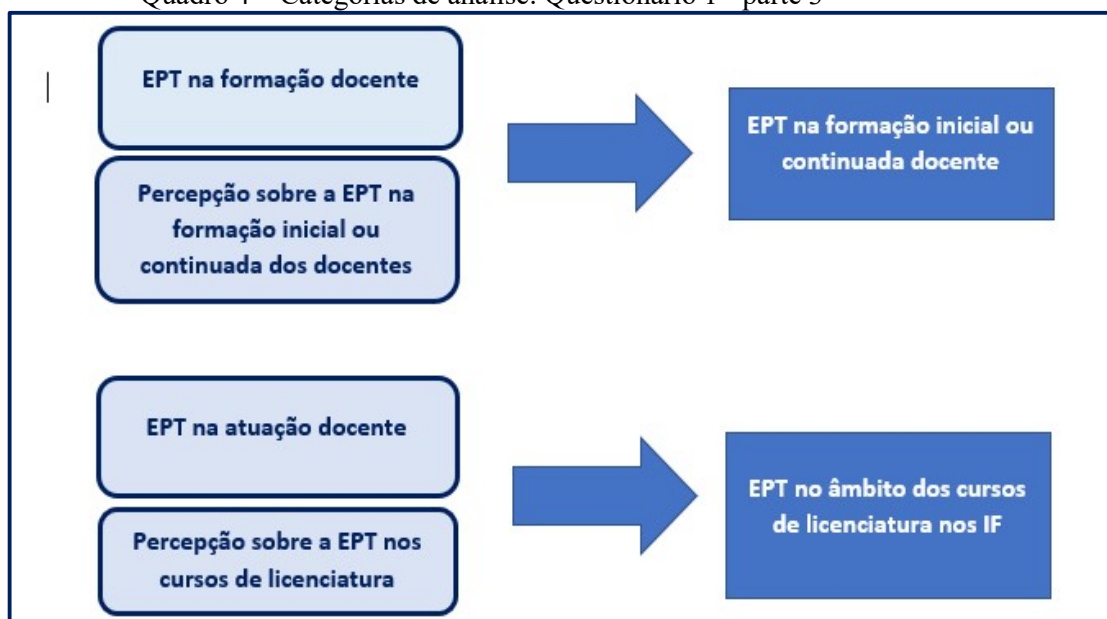 Quadro 4 – Categorias de análise: Questionário 1 - parte 3
EPT na formação docente
Percepção sobre a EPT na
formação inicial ou
continuada dos docentes
EPT na formação inicial ou
continuada docente
EPT na atuação docente
Percepção sobre a EPT nos
cursos de licenciatura
EPT no âmbito dos cursos
de licenciatura nos IF